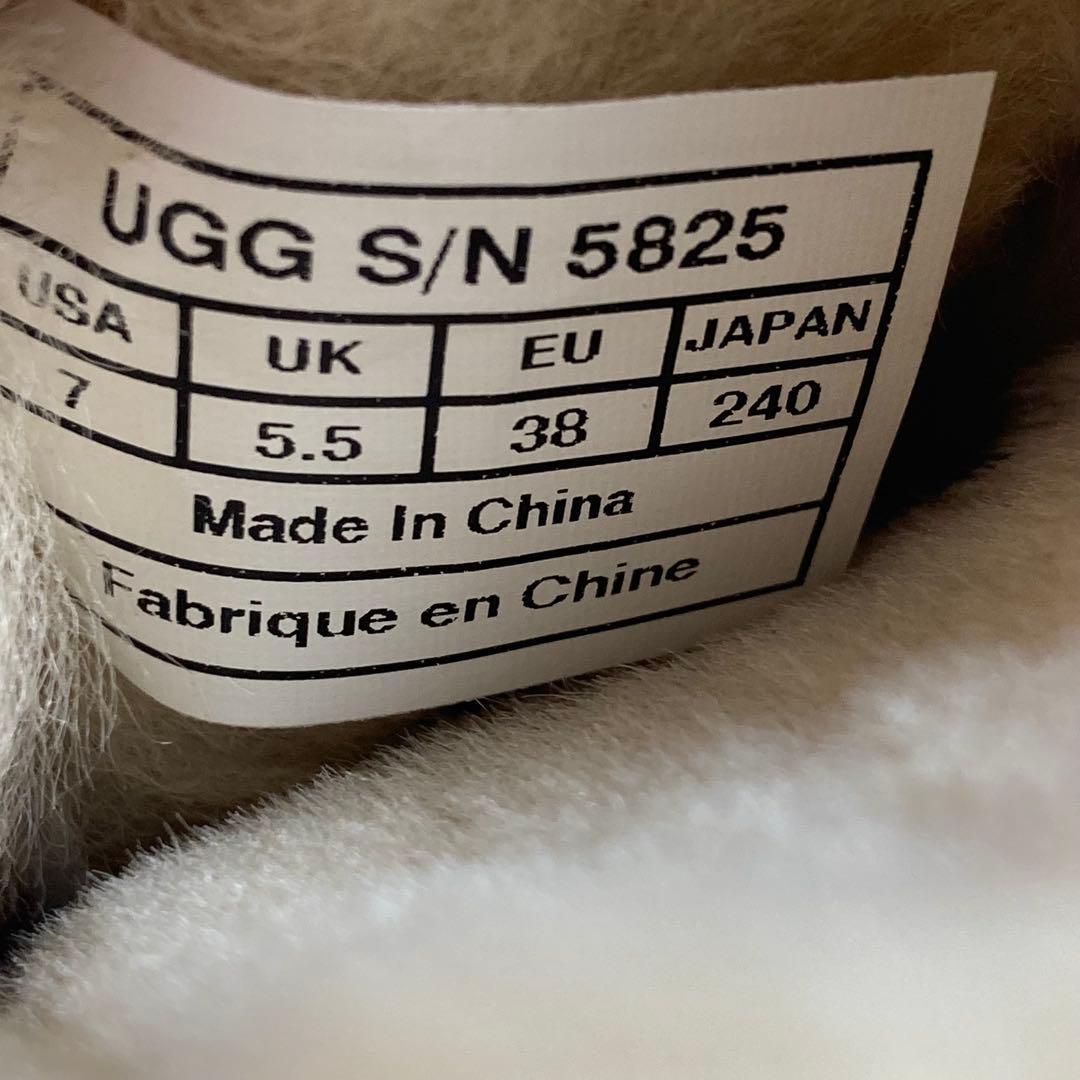 UGG S/N 5825
USA UK EU JAPAN
7 5.5 38 240
Made In China
Fabrique en Chine